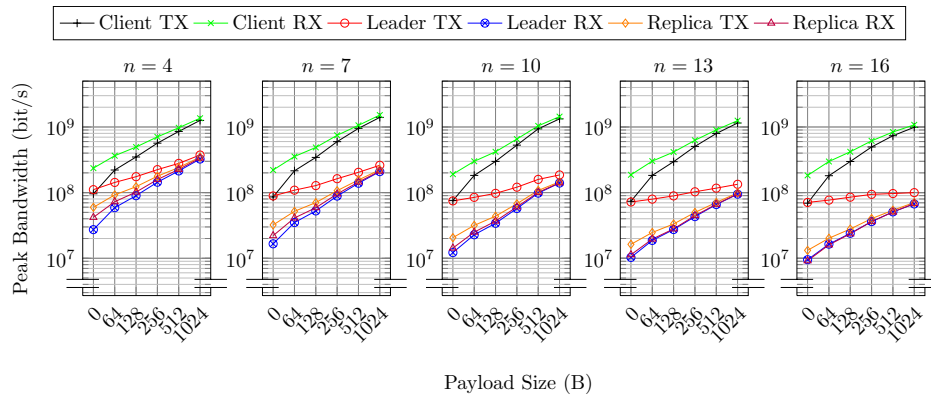 Client TX Client RX Leader TX Leader RX Replica TX Replica RX
n = 4 n = 7 n = 10 n = 13 n = 16
Peak Bandwidth (bit/s)
10^9 10^9 10^9 10^9 10^9
10^8 10^8 10^8 10^8 10^8
10^7 10^7 10^7 10^7 10^7
0 64 128 256 512 1024 0 64 128 256 512 1024 0 64 128 256 512 1024 0 64 128 256 512 1024 0 64 128 256 512 1024
Payload Size (B)